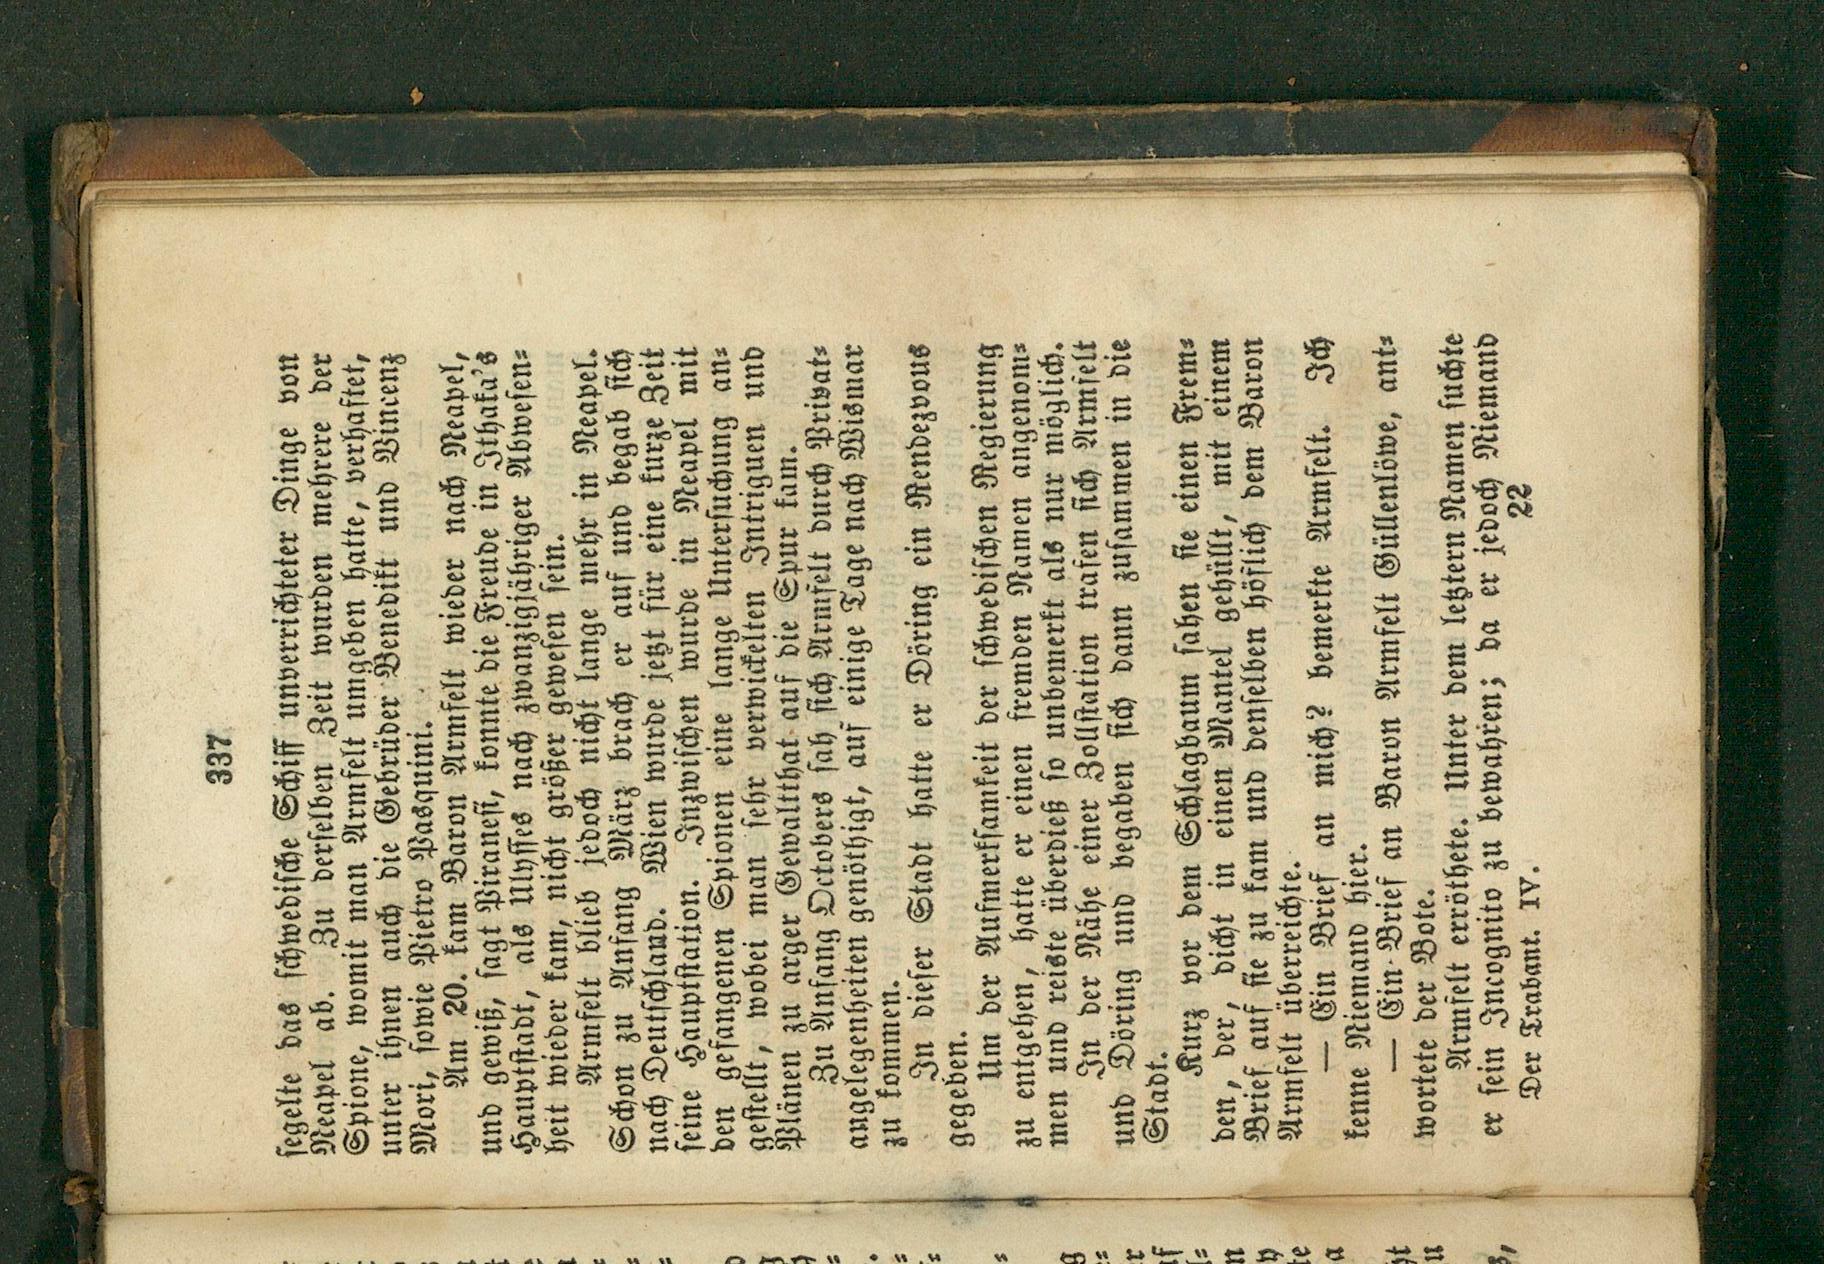 337
segelte das schwedische Schiff unverrichteter Dinge von
Neapel ab. Zu derselben Zeit wurden mehrere der
Spione, womit man Armfelt umgeben hatte, verhaftet,
unter ihnen auch die Gebrüder Benedikt und Vincenz
Mori, sowie Pietro Pasquini.
Am 20. kam Baron Armfelt wieder nach Neapel,
und gewiß, sagt Piranesi, konnte die Freude in Ithaka's
Hauptstadt, als Ulysses nach zwanzigjähriger Abwesen-
heit wieder kam, nicht größer gewesen sein.
Armfelt blieb jedoch nicht lange mehr in Neapel.
Schon zu Anfang März brach er auf und begab sich
nach Deutschland. Wien wurde jetzt für eine kurze Zeit
seine Hauptstation. Inzwischen wurde in Neapel mit
den gefangenen Spionen eine lange Untersuchung an-
gestellt, wobei man sehr verwickelten Intriguen und
Plänen zu arger Gewaltthat auf die Spur kam.
Zu Anfang Octobers sah sich Armfelt durch Privat-
angelegenheiten genöthigt, auf einige Tage nach Wismar
zu kommen.
In dieser Stadt hatte er Döring ein Rendezvous
gegeben.
Um der Aufmerksamkeit der schwedischen Regierung
zu entgehen, hatte er einen fremden Namen angenom-
men und reiste überdieß so unbemerkt als nur möglich.
In der Nähe einer Zollstation trafen sich Armfelt
und Döring und begaben sich dann zusammen in die
Stadt.
Kurz vor dem Schlagbaum sahen sie einen Frem-
den, der, dicht in einen Mantel gehüllt, mit einem
Brief auf sie zu kam und denselben höflich dem Baron
Armfelt überreichte.
— Ein Brief an mich? bemerkte Armfelt. Ich
kenne Niemand hier.
— Ein Brief an Baron Armfelt Güllenlöwe, ant-
wortete der Bote.
Armfelt erröthete. Unter dem letztern Namen suchte
er sein Incognito zu bewahren; da er jedoch Niemand
Der Trabant. IV. 22